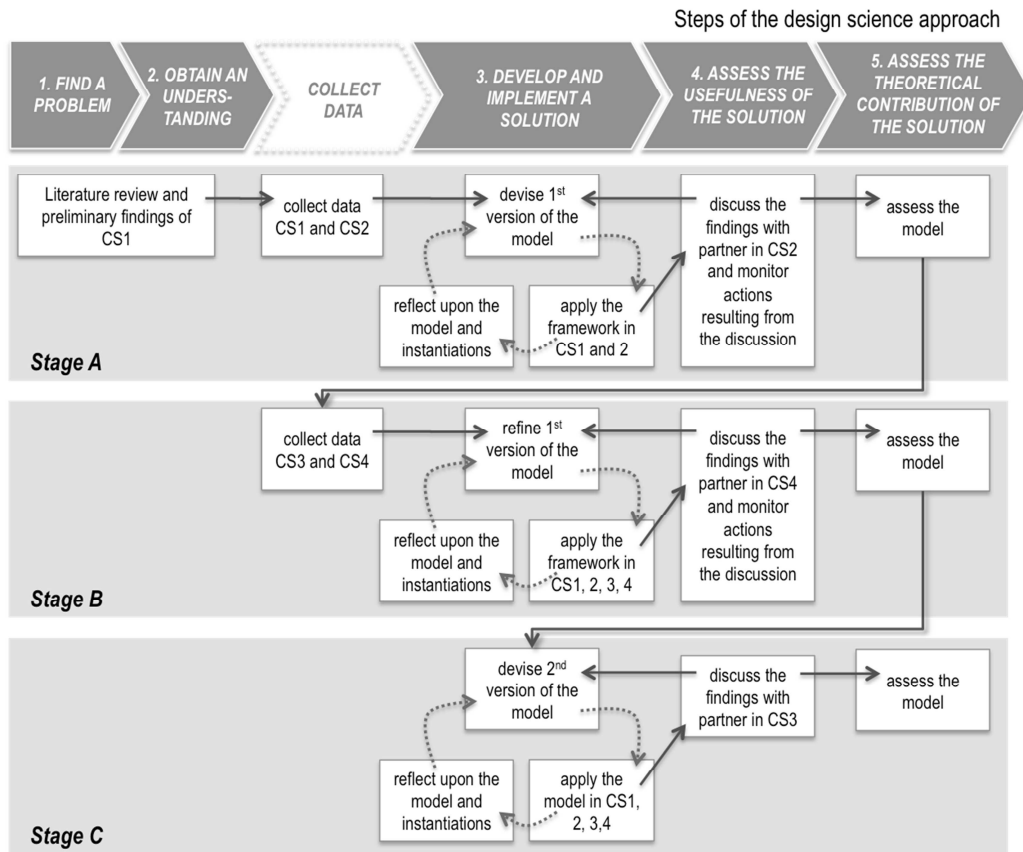 Steps of the design science approach
1. FIND A
PROBLEM
2. OBTAIN AN
UNDERS-
TANDING
COLLECT
DATA
3. DEVELOP AND
IMPLEMENT A
SOLUTION
4. ASSESS THE
USEFULNESS OF
THE SOLUTION
5. ASSESS THE
THEORETICAL
CONTRIBUTION OF
THE SOLUTION
Literature review and
preliminary findings of
CS1
collect data
CS1 and CS2
devise 1st
version of the
model
discuss the
findings with
partner in CS2
and monitor
actions
resulting from
the discussion
assess the
model
reflect upon the
model and
instantiations
apply the
framework in
CS1 and 2
Stage A
collect data
CS3 and CS4
refine 1st
version of the
model
discuss the
findings with
partner in CS4
and monitor
actions
resulting from
the discussion
assess the
model
reflect upon the
model and
instantiations
apply the
framework in
CS1, 2, 3, 4
Stage B
devise 2nd
version of the
model
discuss the
findings with
partner in CS3
assess the
model
reflect upon the
model and
instantiations
apply the
model in CS1,
2, 3,4
Stage C